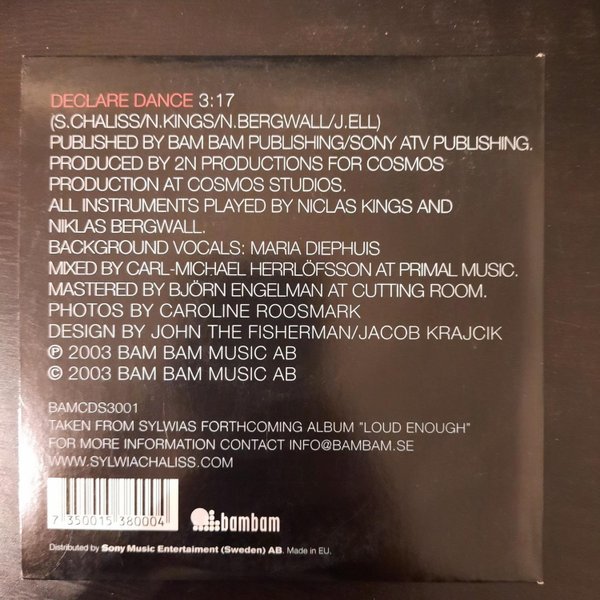 DECLARE DANCE 3:17
(S.CHALISS/N.KINGS/N.BERGWALL/J.ELL)
PUBLISHED BY BAM BAM PUBLISHING/SONY ATV PUBLISHING.
PRODUCED BY 2N PRODUCTIONS FOR COSMOS
PRODUCTION AT COSMOS STUDIOS.
ALL INSTRUMENTS PLAYED BY NICLAS KINGS AND
NIKLAS BERGWALL.
BACKGROUND VOCALS: MARIA DIEPHUIS
MIXED BY CARL-MICHAEL HERRLÖFSSON AT PRIMAL MUSIC.
MASTERED BY BJÖRN ENGELMAN AT CUTTING ROOM.
PHOTOS BY CAROLINE ROOSMARK
DESIGN BY JOHN THE FISHERMAN/JACOB KRAJCIK
℗ 2003 BAM BAM MUSIC AB
© 2003 BAM BAM MUSIC AB
BAMCDS3001
TAKEN FROM SYLWIAS FORTHCOMING ALBUM "LOUD ENOUGH"
FOR MORE INFORMATION CONTACT INFO@BAMBAM.SE
WWW.SYLWIACHALISS.COM
7 350015 380004
bambam
Distributed by Sony Music Entertaiment (Sweden) AB. Made in EU.